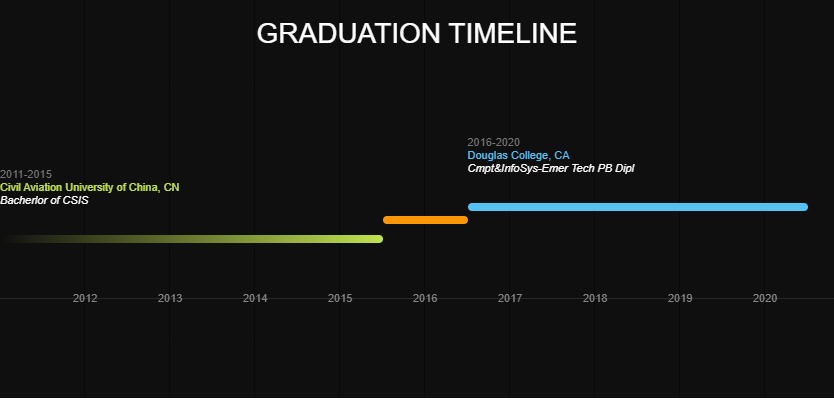 GRADUATION TIMELINE
2016-2020
Douglas College, CA
Cmpt&InfoSys-Emer Tech PB Dipl
2011-2015
Civil Aviation University of China, CN
Bacherlor of CSIS
2012 2013 2014 2015 2016 2017 2018 2019 2020